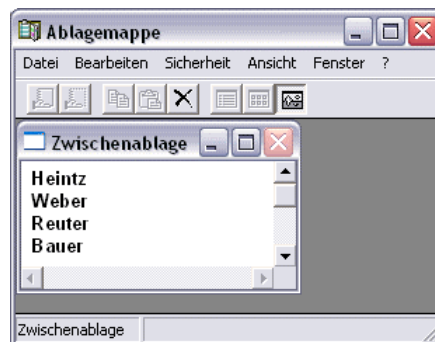 Ablagemappe
Datei Bearbeiten Sicherheit Ansicht Fenster ?
Zwischenablage
Heintz
Weber
Reuter
Bauer
Zwischenablage